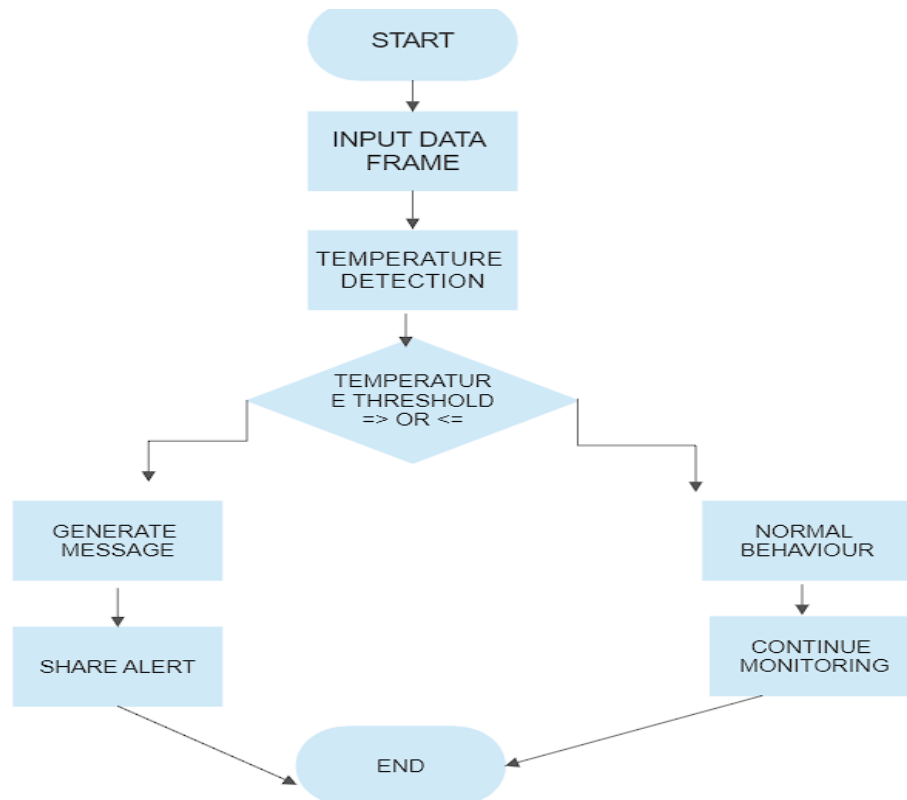 START
INPUT DATA
FRAME
TEMPERATURE
DETECTION
TEMPERATUR
E THRESHOLD
=> OR <=
GENERATE
MESSAGE
SHARE ALERT
NORMAL
BEHAVIOUR
CONTINUE
MONITORING
END